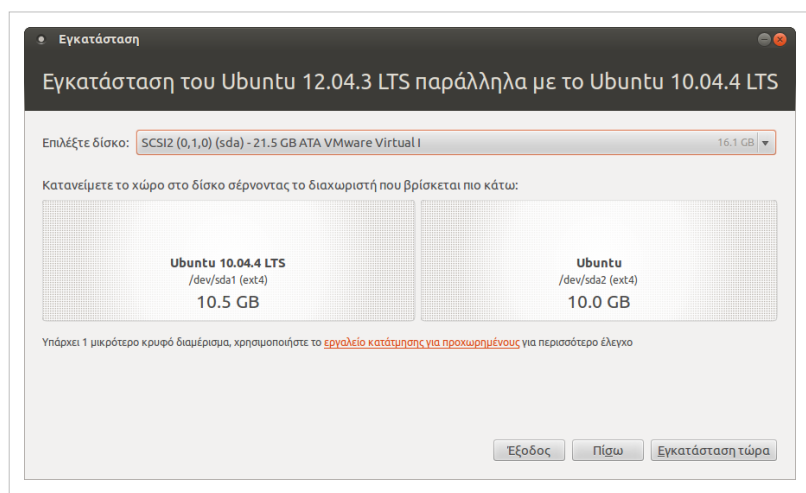 Εγκατάσταση
Εγκατάσταση του Ubuntu 12.04.3 LTS παράλληλα με το Ubuntu 10.04.4 LTS
Επιλέξτε δίσκο: SCSI2 (0,1,0) (sda) - 21.5 GB ATA VMware Virtual I 16.1 GB
Κατανείμετε το χώρο στο δίσκο σέρνοντας το διαχωριστή που βρίσκεται πιο κάτω:
Ubuntu 10.04.4 LTS
/dev/sda1 (ext4)
10.5 GB
Ubuntu
/dev/sda2 (ext4)
10.0 GB
Υπάρχει 1 μικρότερο κρυφό διαμέρισμα, χρησιμοποιήστε το εργαλείο κατάτμησης για προχωρημένους για περισσότερο έλεγχο
Έξοδος Πίσω Εγκατάσταση τώρα